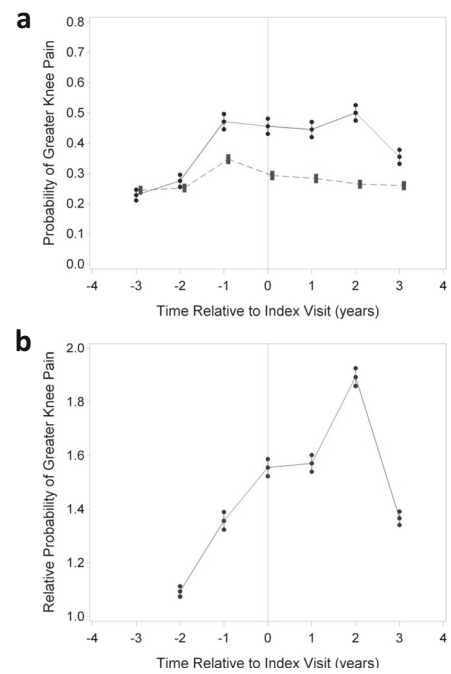 a
Probability of Greater Knee Pain
0.8
0.7
0.6
0.5
0.4
0.3
0.2
0.1
0.0
-4 -3 -2 -1 0 1 2 3 4
Time Relative to Index Visit (years)
b
Relative Probability of Greater Knee Pain
2.0
1.8
1.6
1.4
1.2
1.0
-4 -3 -2 -1 0 1 2 3 4
Time Relative to Index Visit (years)